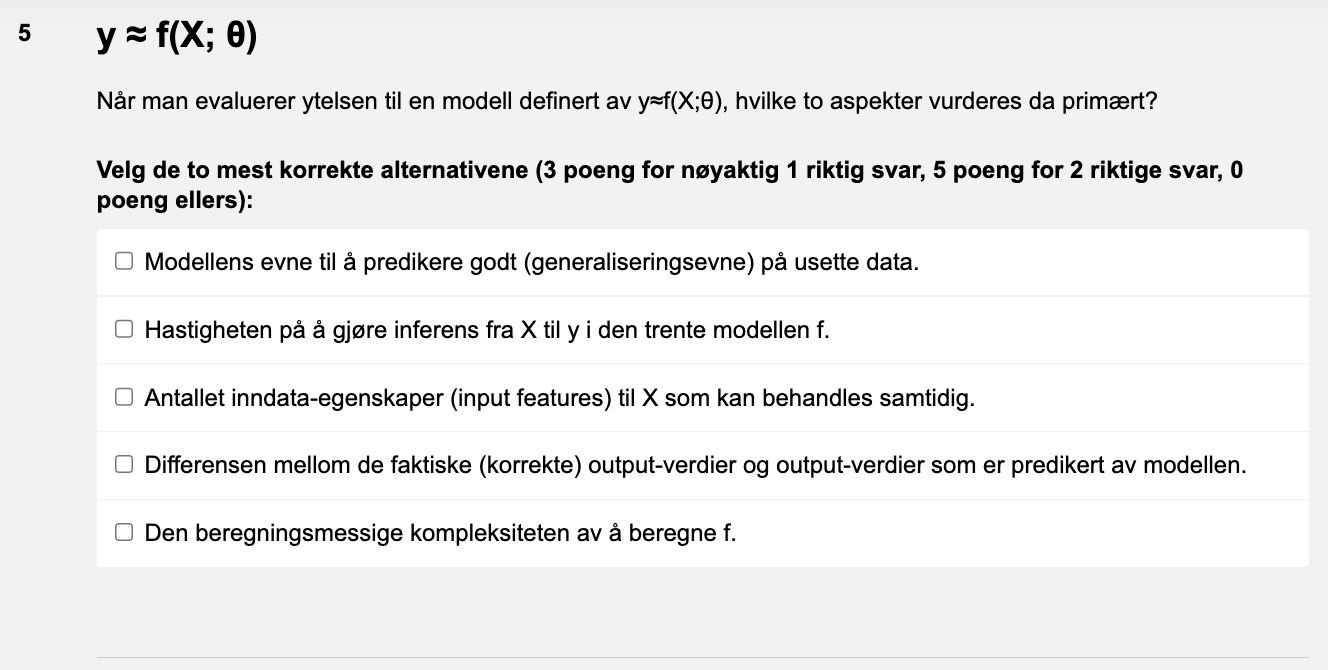 5
y ≈ f(X; θ)
Når man evaluerer ytelsen til en modell definert av y≈f(X;θ), hvilke to aspekter vurderes da primært?
Velg de to mest korrekte alternativene (3 poeng for nøyaktig 1 riktig svar, 5 poeng for 2 riktige svar, 0
poeng ellers):
Modellens evne til å predikere godt (generaliseringsevne) på usette data.
Hastigheten på å gjøre inferens fra X til y i den trente modellen f.
Antallet inndata-egenskaper (input features) til X som kan behandles samtidig.
Differensen mellom de faktiske (korrekte) output-verdier og output-verdier som er predikert av modellen.
Den beregningsmessige kompleksiteten av å beregne f.